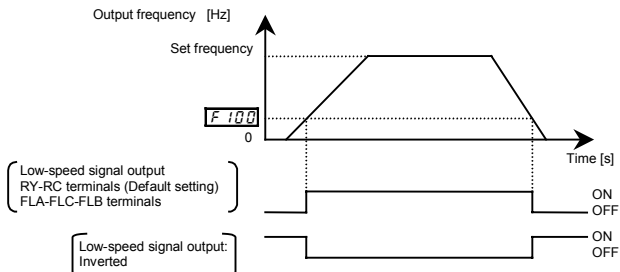 Output frequency [Hz]
Set frequency
F 100
0
Time [s]
Low-speed signal output
RY-RC terminals (Default setting)
FLA-FLC-FLB terminals
ON
OFF
Low-speed signal output:
Inverted
ON
OFF